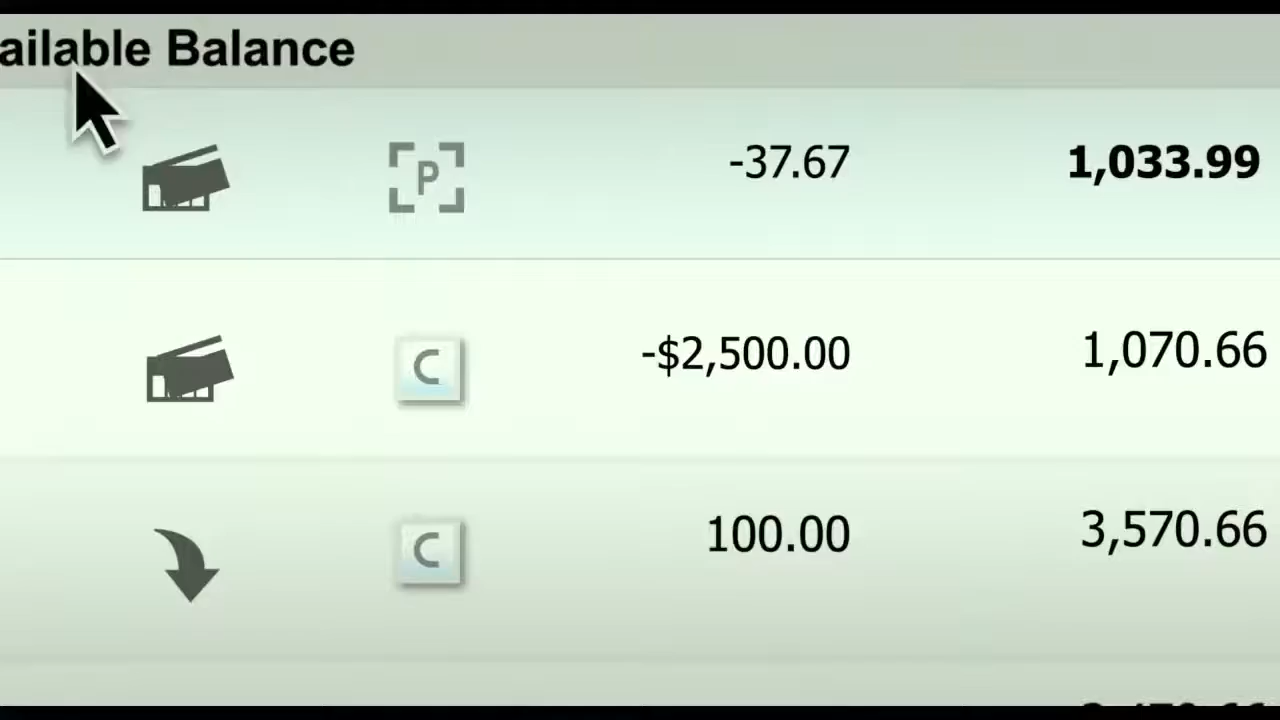 ailable Balance
P -37.67 1,033.99
C -$2,500.00 1,070.66
C 100.00 3,570.66